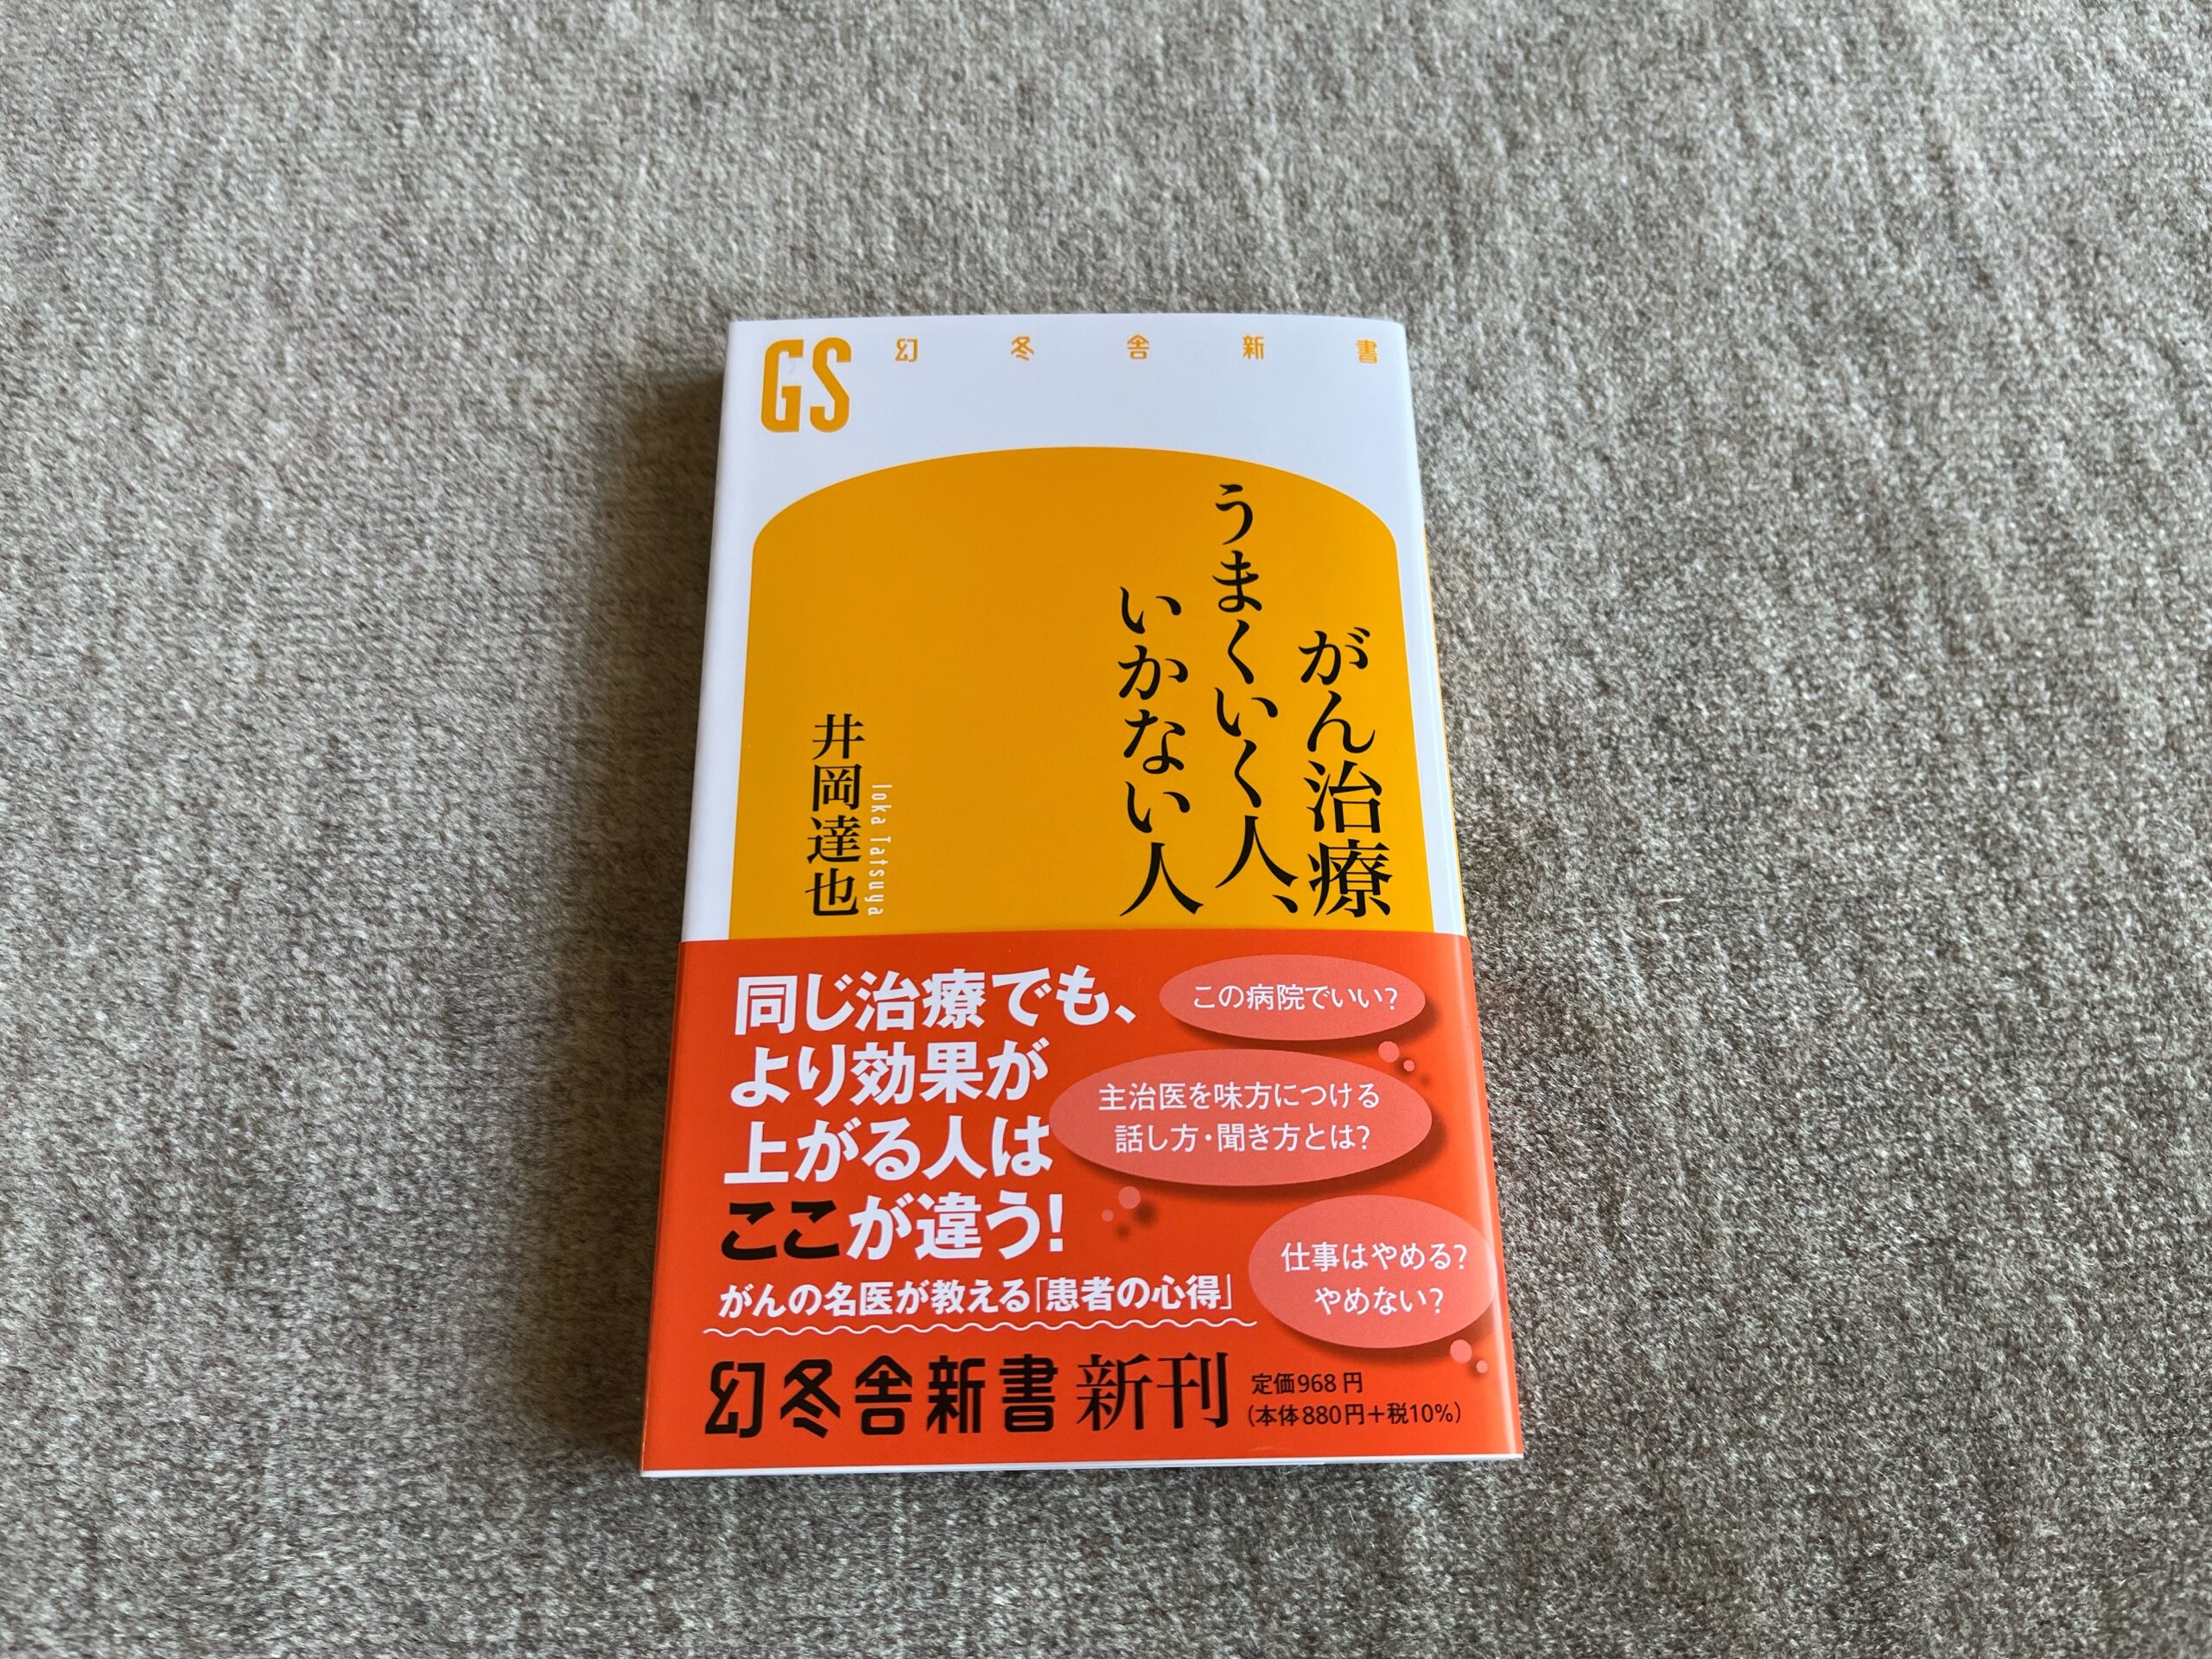 GS 幻冬舎新書
がん治療
うまくいく人、
いかない人
井岡達也
Ioka Tatsuya
同じ治療でも、
より効果が
上がる人は
ここが違う!
がんの名医が教える「患者の心得」
この病院でいい?
主治医を味方につける
話し方・聞き方とは?
仕事はやめる?
やめない?
幻冬舎新書 新刊
定価968円
(本体880円+税10%)